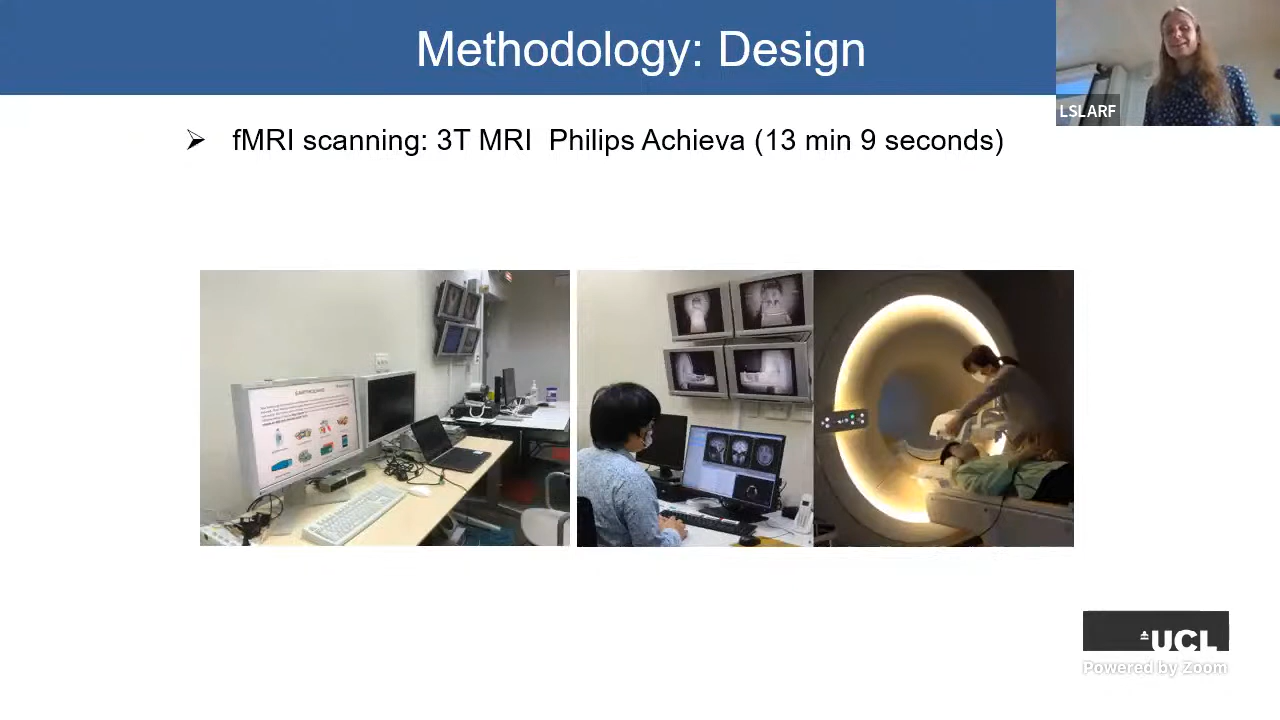 Methodology: Design
LSLARF
➢ fMRI scanning: 3T MRI Philips Achieva (13 min 9 seconds)
UCL
Powered by Zoom